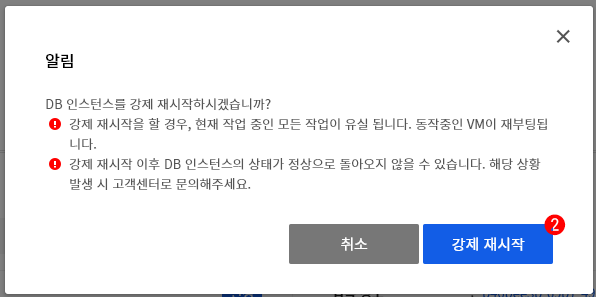 알림
DB 인스턴스를 강제 재시작하시겠습니까?
강제 재시작을 할 경우, 현재 작업 중인 모든 작업이 유실 됩니다. 동작중인 VM이 재부팅됩
니다.
강제 재시작 이후 DB 인스턴스의 상태가 정상으로 돌아오지 않을 수 있습니다. 해당 상황
발생 시 고객센터로 문의해주세요.
취소
강제 재시작
2